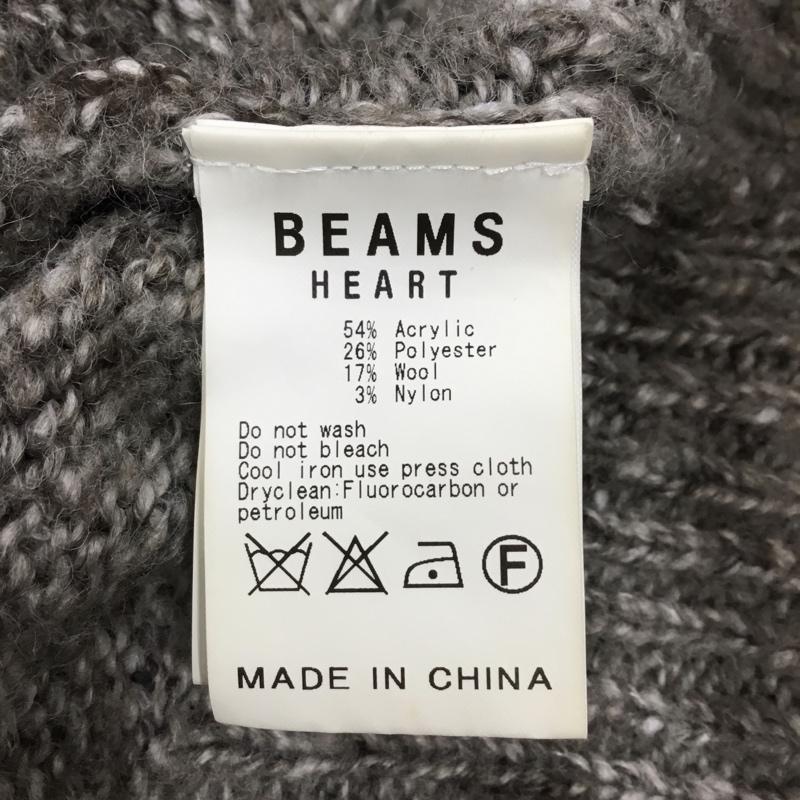 BEAMS
HEART
54% Acrylic
26% Polyester
17% Wool
3% Nylon
Do not wash
Do not bleach
Cool iron use press cloth
Dryclean:Fluorocarbon or
petroleum
F
MADE IN CHINA